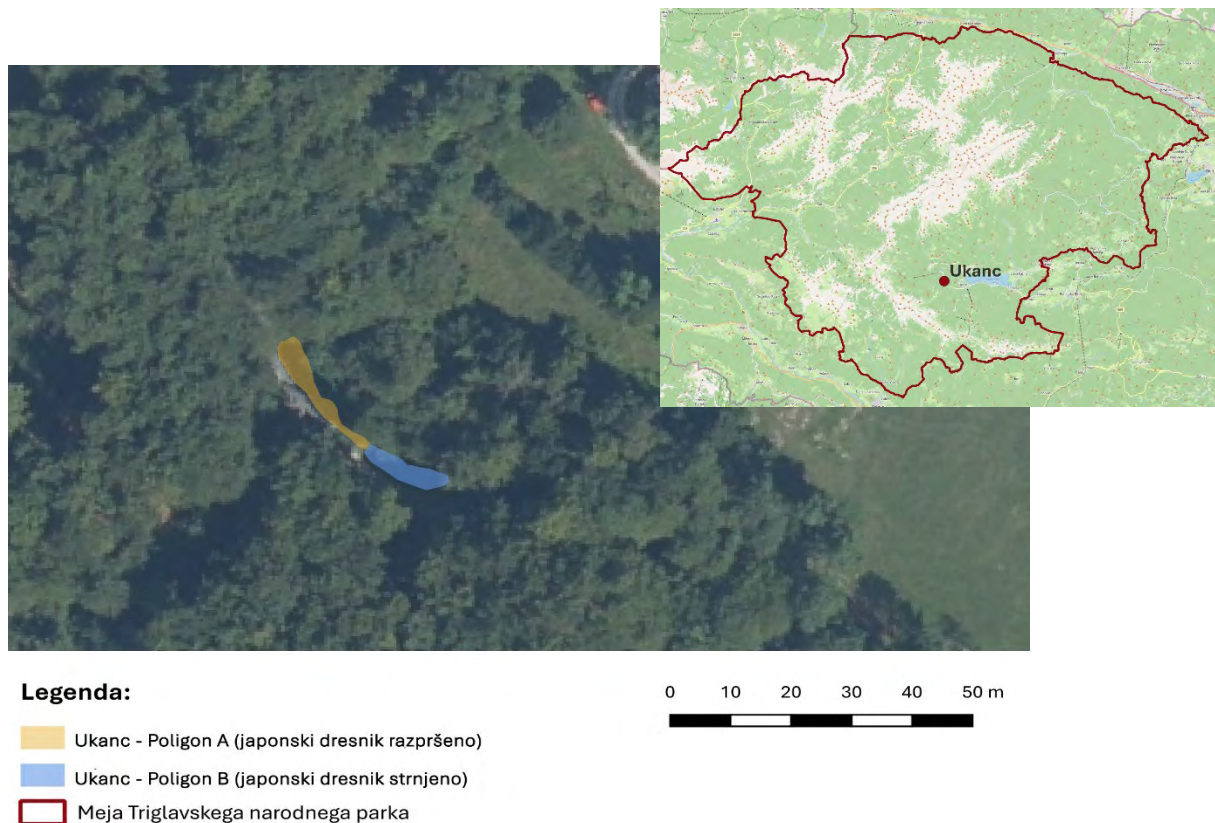 Ukanc
Legenda:
Ukanc - Poligon A (japonski dresnik razpršeno)
Ukanc - Poligon B (japonski dresnik strnjeno)
Meja Triglavskega narodnega parka
0 10 20 30 40 50 m